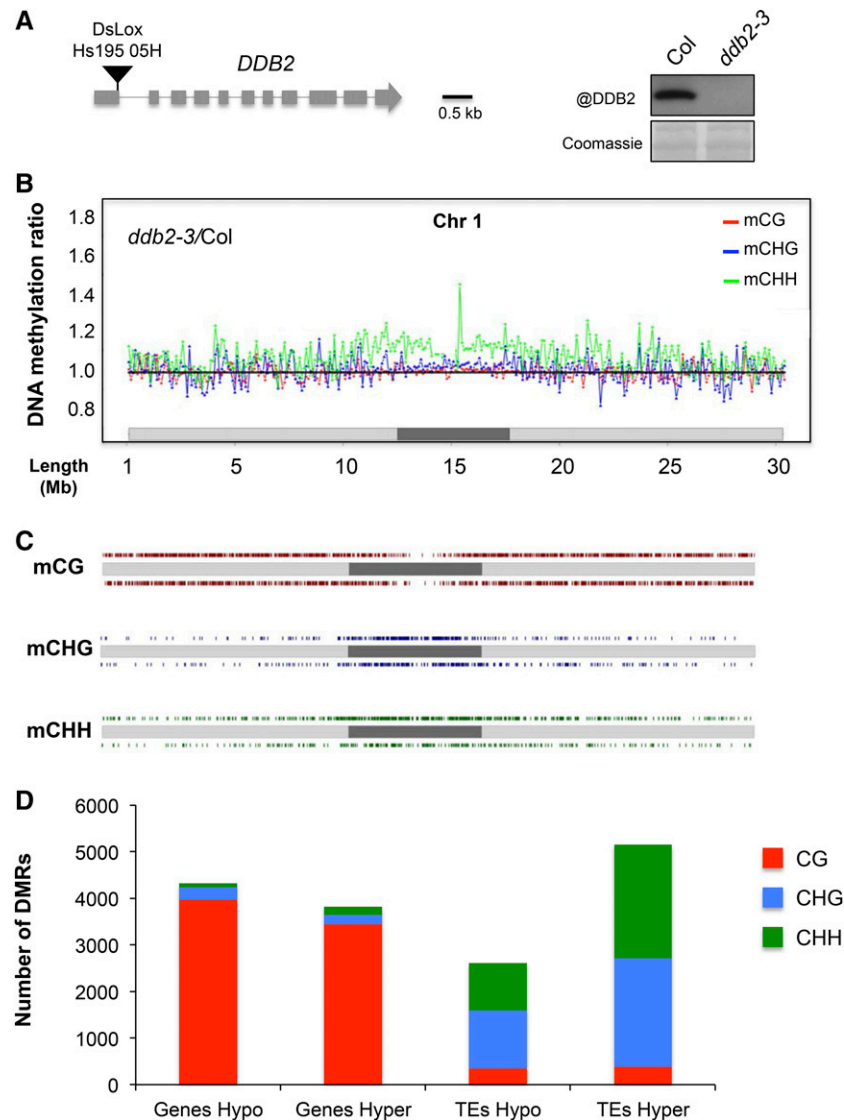 A
DsLox
Hs195 05H
DDB2
0.5 kb
Col
ddb2-3
@DDB2
Coomassie
B
DNA methylation ratio
1.8
1.6
1.4
1.2
1.0
0.8
ddb2-3/Col
Chr 1
mCG
mCHG
mCHH
Length
(Mb)
1 5 10 15 20 25 30
C
mCG
mCHG
mCHH
D
Number of DMRs
6000
5000
4000
3000
2000
1000
0
CG
CHG
CHH
Genes Hypo Genes Hyper TEs Hypo TEs Hyper